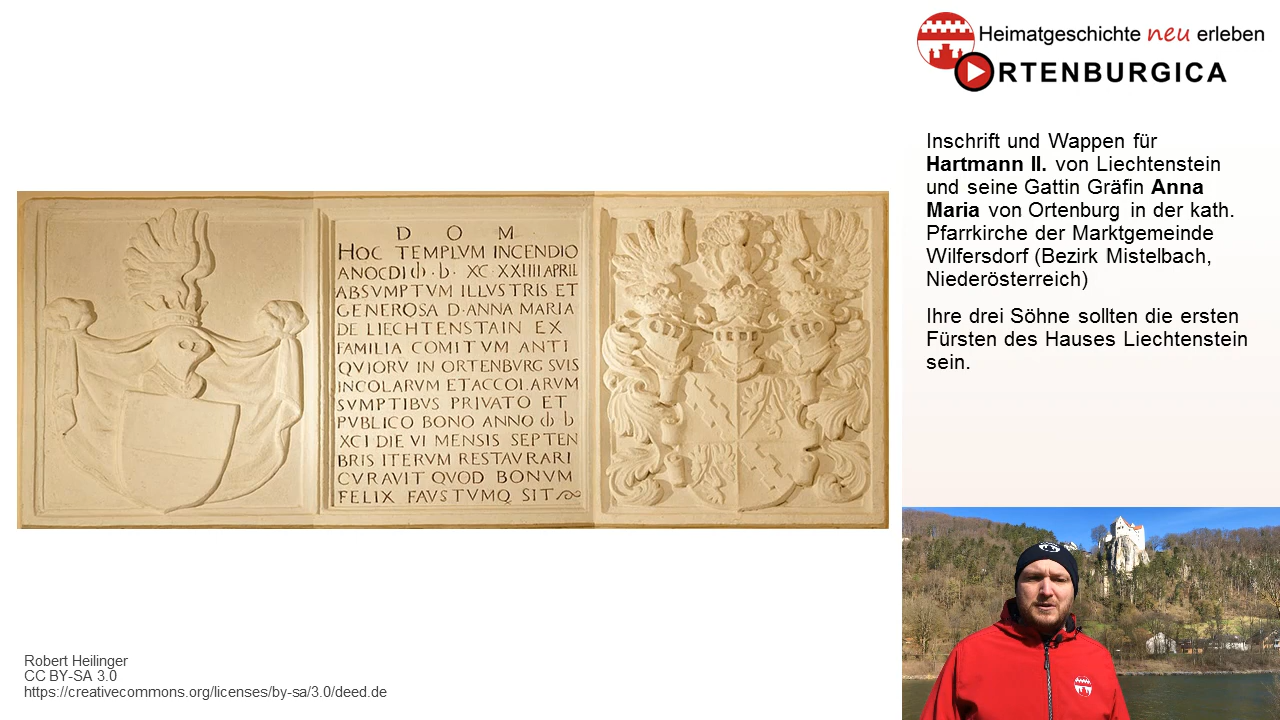 Heimatgeschichte neu erleben
ORTENBURGICA
Inschrift und Wappen für
Hartmann II. von Liechtenstein
und seine Gattin Gräfin Anna
Maria von Ortenburg in der kath.
Pfarrkirche der Marktgemeinde
Wilfersdorf (Bezirk Mistelbach,
Niederösterreich)
Ihre drei Söhne sollten die ersten
Fürsten des Hauses Liechtenstein
sein.
D O M
HOC TEMPLVM INCENDIO
XC XXIIII APRIL
ABSVMPTVM ILLVSTRIS ET
GENEROSA D·ANNA MARIA
DE LIECHTENSTAIN EX
FAMILIA COMITVM ANTI
QVIORV IN ORTENBVRG SVIS
INCOLARVM ET ACCOLARVM
SVMPTIBVS PRIVATO ET
PVBLICO BONO ANNO
XCI DIE VI MENSIS SEPTEN
BRIS ITERVM RESTAVRARI
CVRAVIT QVOD BONVM
FELIX FAVSTVMQ SIT
Robert Heilinger
CC BY-SA 3.0
https://creativecommons.org/licenses/by-sa/3.0/deed.de